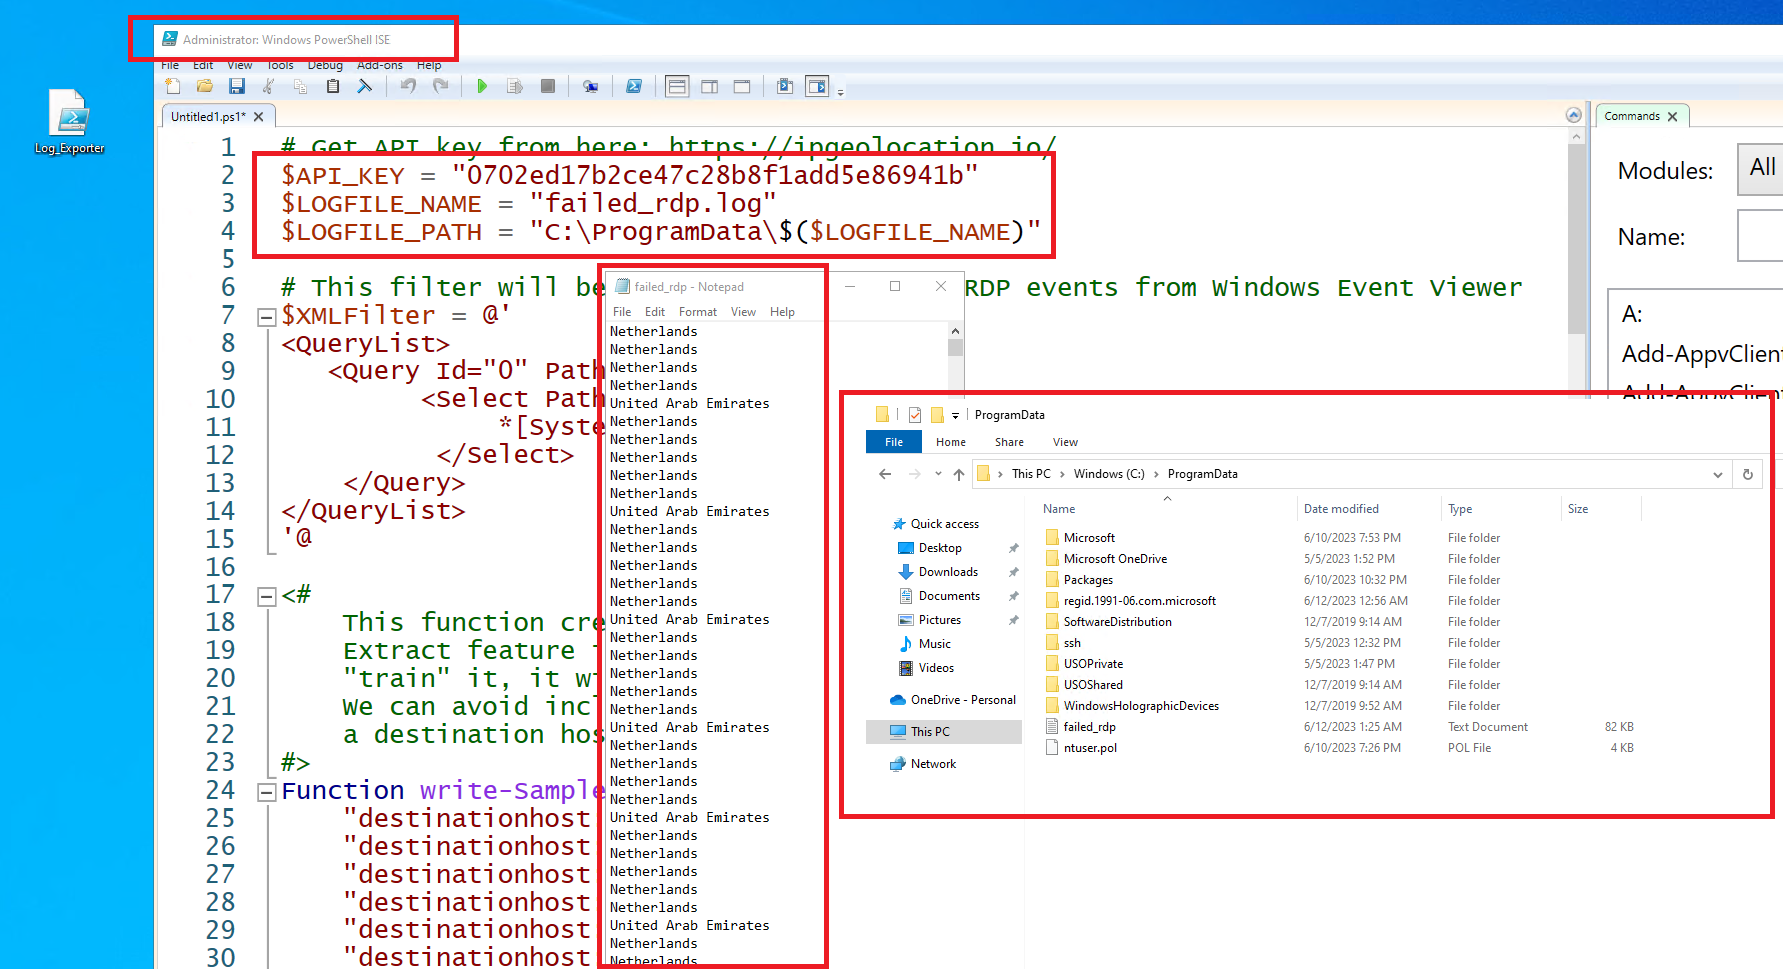 Administrator: Windows PowerShell ISE
File Edit View Tools Debug Add-ons Help
Log_Exporter
Untitled1.ps1*
1 # Get API key from here: https://ipgeolocation.io/
2 $API_KEY = "0702ed17b2ce47c28b8f1add5e86941b"
3 $LOGFILE_NAME = "failed_rdp.log"
4 $LOGFILE_PATH = "C:\ProgramData\$($LOGFILE_NAME)"
5
6 # This filter will be RDP events from Windows Event Viewer
7 $XMLFilter = @'
8 <QueryList>
9 <Query Id="0" Path
10 <Select Path
11 *[Syste
12 </Select>
13 </Query>
14 </QueryList>
15 '@
16
17 <#
18 This function cre
19 Extract feature
20 "train" it, it wi
21 We can avoid incl
22 a destination hos
23 #>
24 Function write-Sample
25 "destinationhost
26 "destinationhost
27 "destinationhost
28 "destinationhost
29 "destinationhost
30 "destinationhost
failed_rdp - Notepad
File Edit Format View Help
Netherlands
Netherlands
Netherlands
Netherlands
United Arab Emirates
Netherlands
Netherlands
Netherlands
Netherlands
Netherlands
United Arab Emirates
Netherlands
Netherlands
Netherlands
Netherlands
Netherlands
United Arab Emirates
Netherlands
Netherlands
Netherlands
Netherlands
Netherlands
United Arab Emirates
Netherlands
Netherlands
Netherlands
Netherlands
United Arab Emirates
Netherlands
Netherlands
Netherlands
Netherlands
Netherlands
United Arab Emirates
Netherlands
Netherlands
Commands
Modules: All
Name:
A:
Add-AppvClient
ProgramData
File Home Share View
This PC > Windows (C:) > ProgramData
Quick access
Desktop
Downloads
Documents
Pictures
Music
Videos
OneDrive - Personal
This PC
Network
Name Date modified Type Size
Microsoft 6/10/2023 7:53 PM File folder
Microsoft OneDrive 5/5/2023 1:52 PM File folder
Packages 6/10/2023 10:32 PM File folder
regid.1991-06.com.microsoft 6/12/2023 12:56 AM File folder
SoftwareDistribution 12/7/2019 9:14 AM File folder
ssh 5/5/2023 12:32 PM File folder
USOPrivate 5/5/2023 1:47 PM File folder
USOShared 12/7/2019 9:14 AM File folder
WindowsHolographicDevices 12/7/2019 9:52 AM File folder
failed_rdp 6/12/2023 1:25 AM Text Document 82 KB
ntuser.pol 6/10/2023 7:26 PM POL File 4 KB